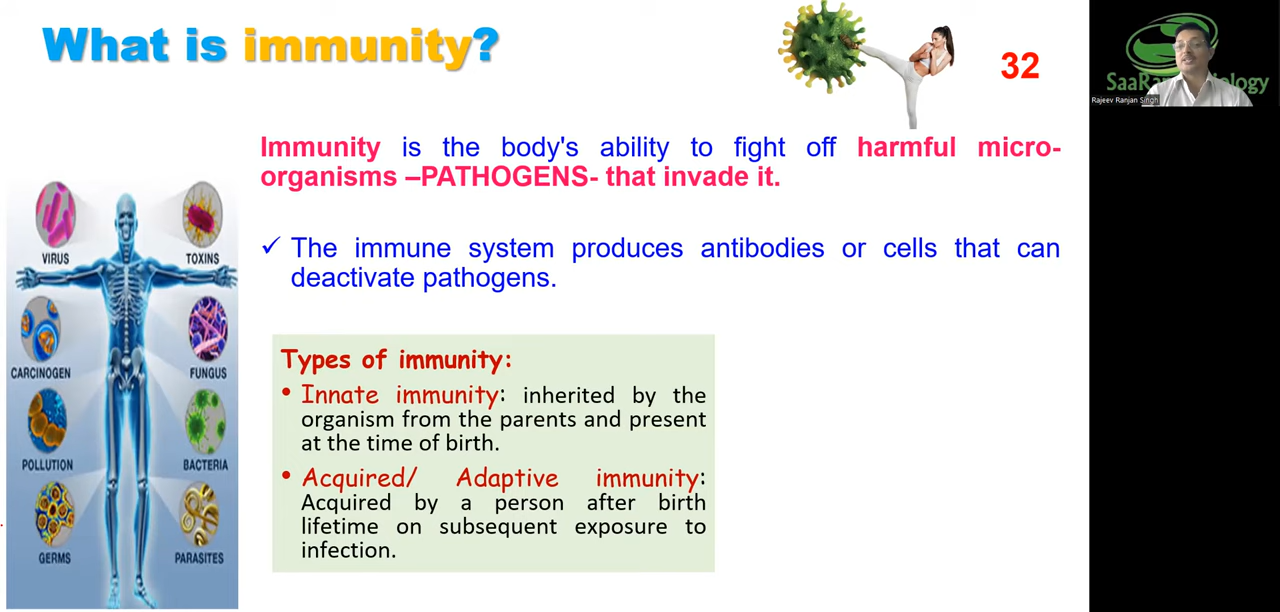 What is immunity?
32
SaaRa
iology
Rajeev Ranjan Singh
Immunity is the body's ability to fight off harmful micro-
organisms –PATHOGENS- that invade it.
✓ The immune system produces antibodies or cells that can
deactivate pathogens.
VIRUS
TOXINS
CARCINOGEN
FUNGUS
POLLUTION
BACTERIA
GERMS
PARASITES
Types of immunity:
• Innate immunity: inherited by the
organism from the parents and present
at the time of birth.
• Acquired/ Adaptive immunity:
Acquired by a person after birth
lifetime on subsequent exposure to
infection.